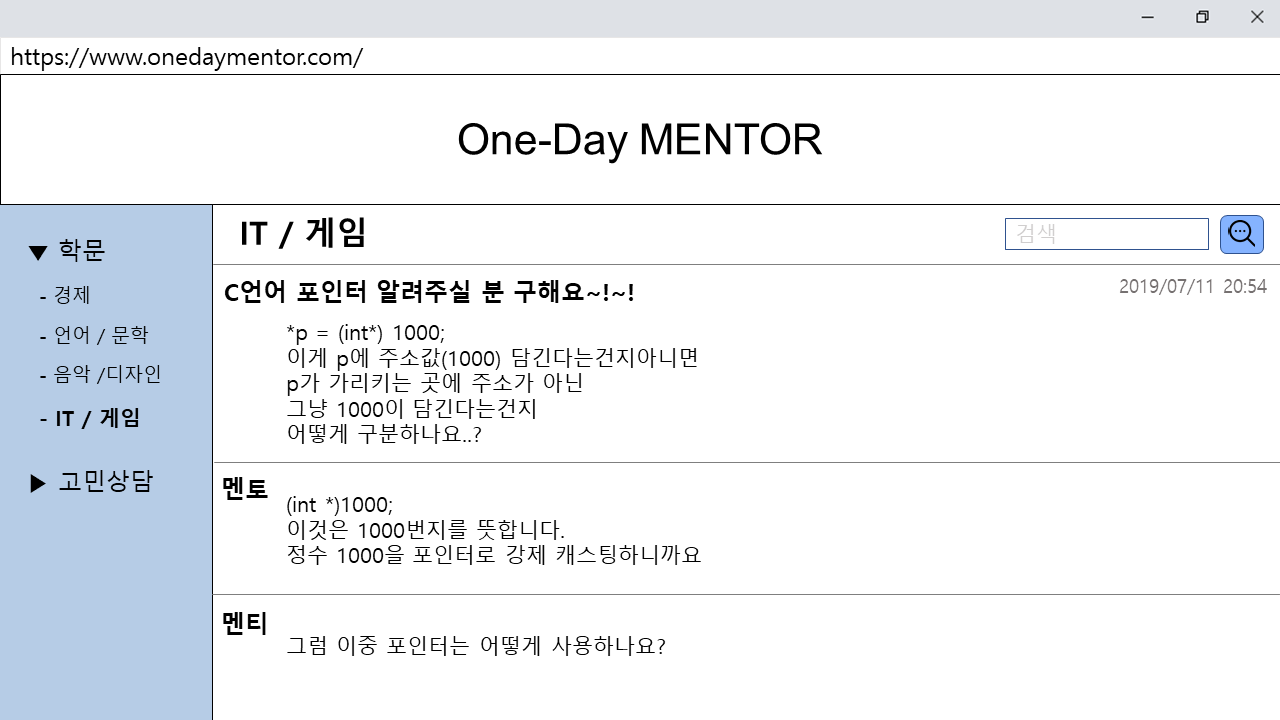 https://www.onedaymentor.com/
One-Day MENTOR
▼ 학문
- 경제
- 언어 / 문학
- 음악 /디자인
- IT / 게임
▶ 고민상담
IT / 게임
검색
C언어 포인터 알려주실 분 구해요~!~!
2019/07/11 20:54
*p = (int*) 1000;
이게 p에 주소값(1000) 담긴다는건지아니면
p가 가리키는 곳에 주소가 아닌
그냥 1000이 담긴다는건지
어떻게 구분하나요..?
멘토
(int *)1000;
이것은 1000번지를 뜻합니다.
정수 1000을 포인터로 강제 캐스팅하니까요
멘티
그럼 이중 포인터는 어떻게 사용하나요?